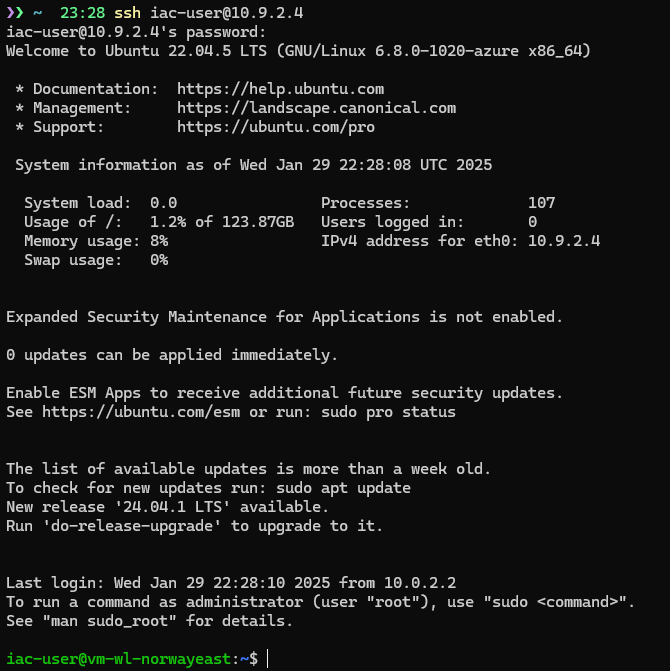 ❯❯ ~  23:28 ssh iac-user@10.9.2.4
iac-user@10.9.2.4's password:
Welcome to Ubuntu 22.04.5 LTS (GNU/Linux 6.8.0-1020-azure x86_64)
 * Documentation:  https://help.ubuntu.com
 * Management:     https://landscape.canonical.com
 * Support:        https://ubuntu.com/pro
 System information as of Wed Jan 29 22:28:08 UTC 2025
  System load:  0.0                Processes:             107
  Usage of /:   1.2% of 123.87GB   Users logged in:       0
  Memory usage: 8%                 IPv4 address for eth0: 10.9.2.4
  Swap usage:   0%
Expanded Security Maintenance for Applications is not enabled.
0 updates can be applied immediately.
Enable ESM Apps to receive additional future security updates.
See https://ubuntu.com/esm or run: sudo pro status
The list of available updates is more than a week old.
To check for new updates run: sudo apt update
New release '24.04.1 LTS' available.
Run 'do-release-upgrade' to upgrade to it.
Last login: Wed Jan 29 22:28:10 2025 from 10.0.2.2
To run a command as administrator (user "root"), use "sudo <command>".
See "man sudo_root" for details.
iac-user@vm-wl-norwayeast:~$